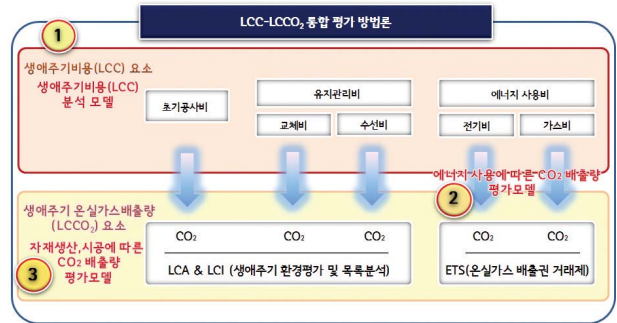 LCC-LCCO₂ 통합 평가 방법론
1
생애주기비용(LCC) 요소
생애주기비용(LCC)
분석 모델
초기공사비
유지관리비
교체비
수선비
에너지 사용비
전기비
가스비
에너지 사용에 따른 CO₂ 배출량
평가모델
2
생애주기 온실가스배출량
(LCCO₂) 요소
자재생산,시공에 따른
CO₂ 배출량
평가모델
3
CO₂ CO₂ CO₂
LCA & LCI (생애주기 환경평가 및 목록분석)
CO₂ CO₂
ETS(온실가스 배출권 거래제)